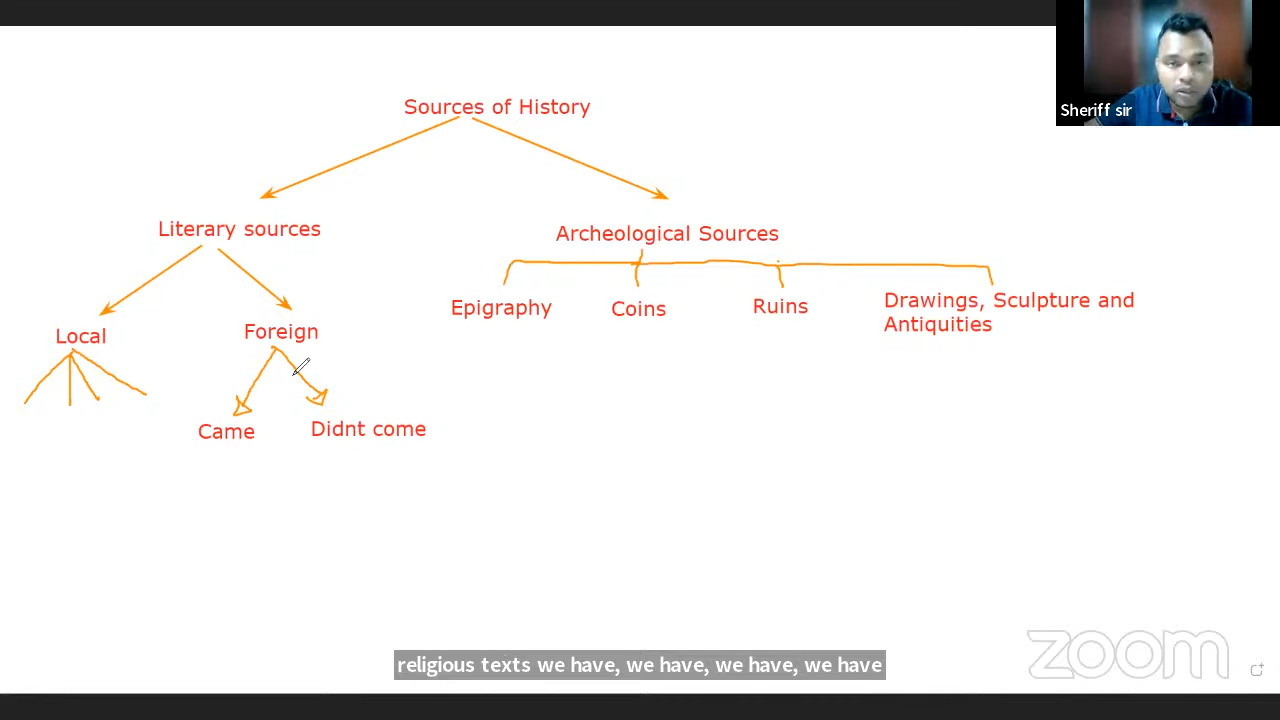 Sheriff sir
Sources of History
Literary sources
Archeological Sources
Epigraphy
Coins
Ruins
Drawings, Sculpture and
Antiquities
Local
Foreign
Came
Didnt come
religious texts we have, we have, we have, we have
zoom